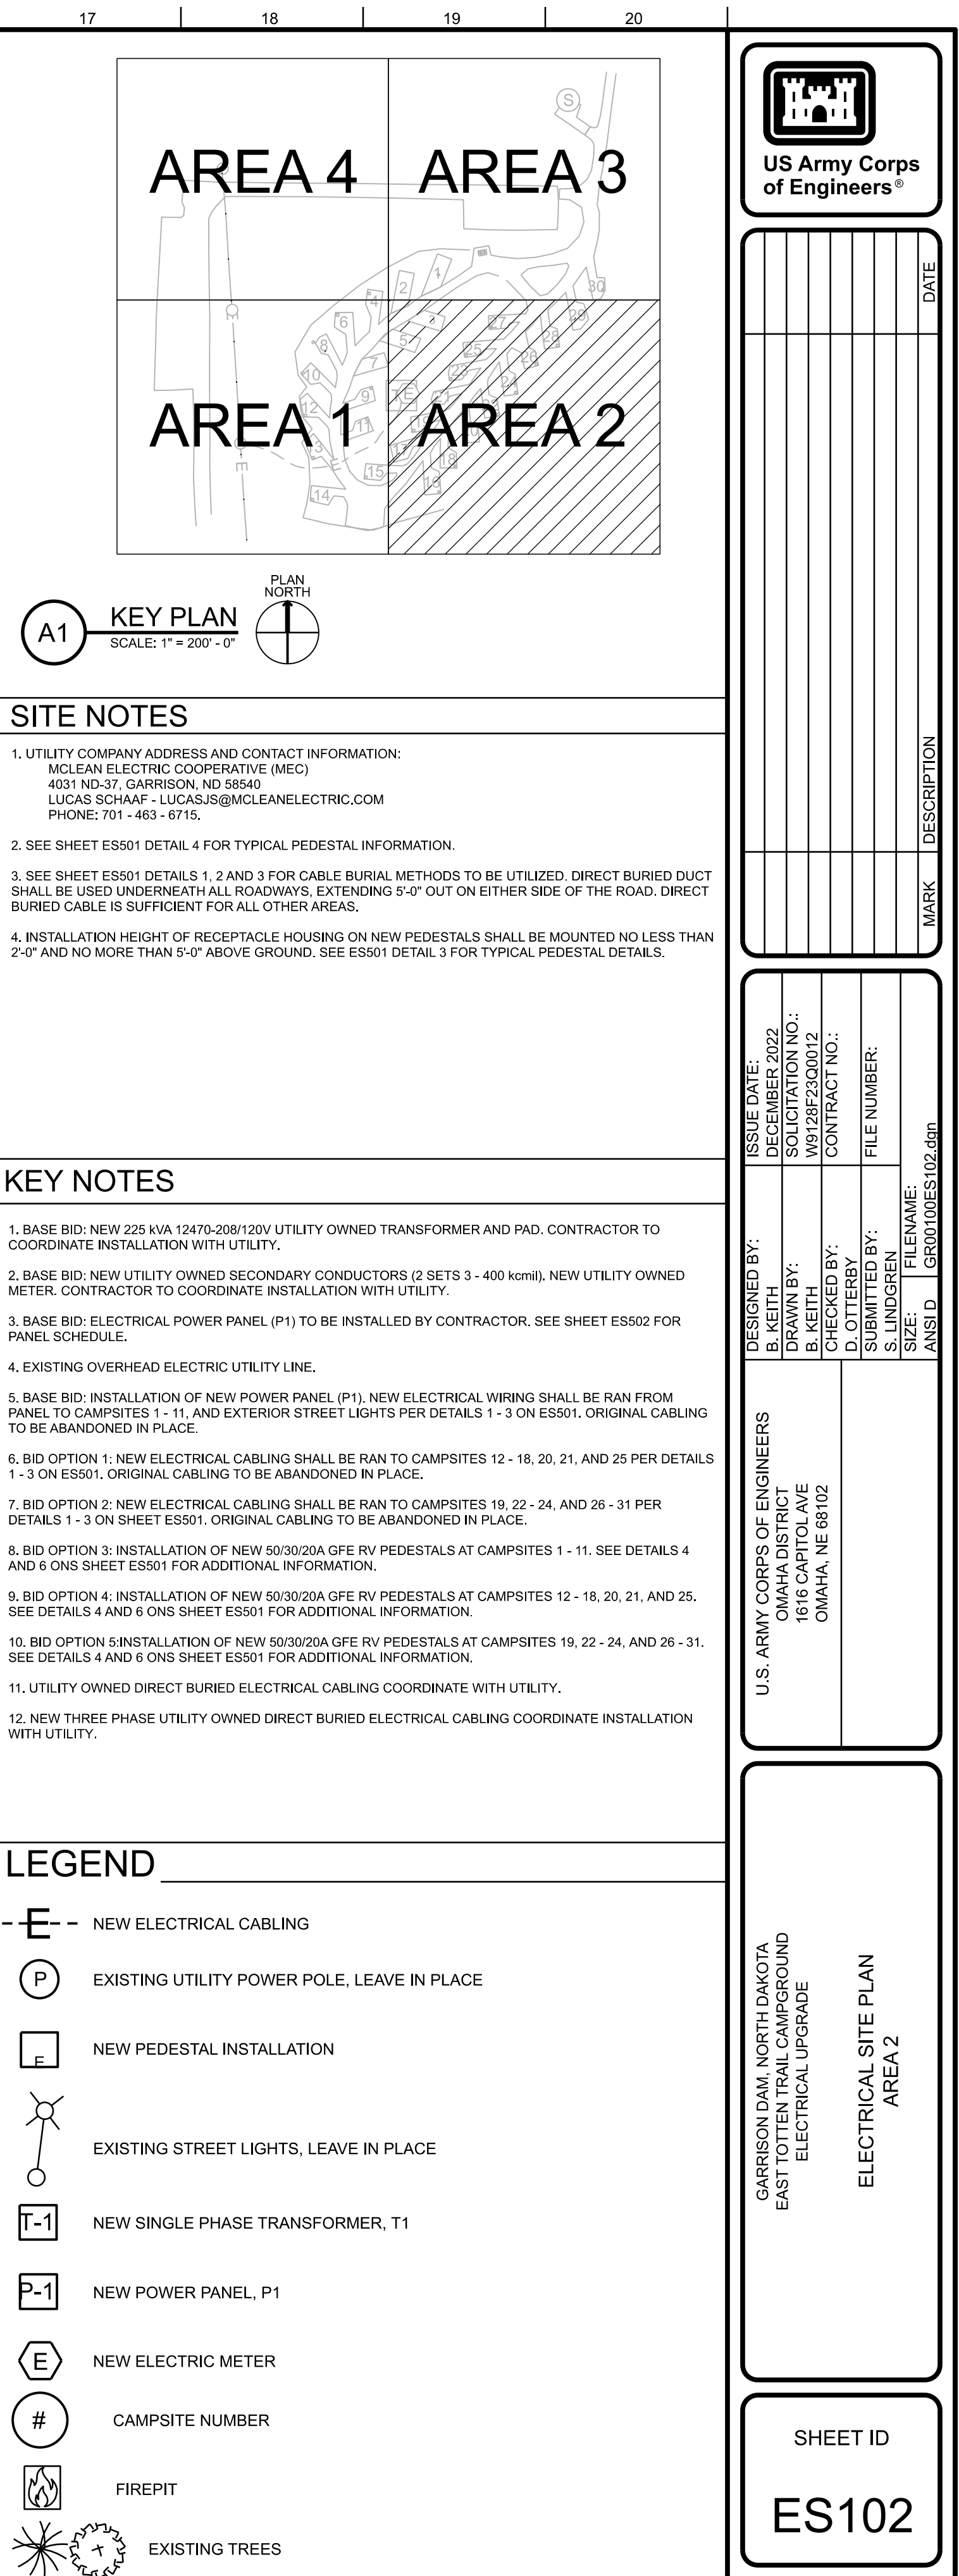 17 18 19 20
AREA 4 AREA 3
S
1
2
4
30
6
3
27
29
5
8
25
28
7
26
10
23
9
E
12
AREA 1 AREA 2
11
13
17
E
18
15
16
14
PLAN
NORTH
A1
KEY PLAN
SCALE: 1" = 200' - 0"
SITE NOTES
1. UTILITY COMPANY ADDRESS AND CONTACT INFORMATION:
MCLEAN ELECTRIC COOPERATIVE (MEC)
4031 ND-37, GARRISON, ND 58540
LUCAS SCHAAF - LUCASJS@MCLEANELECTRIC.COM
PHONE: 701 - 463 - 6715.
2. SEE SHEET ES501 DETAIL 4 FOR TYPICAL PEDESTAL INFORMATION.
3. SEE SHEET ES501 DETAILS 1, 2 AND 3 FOR CABLE BURIAL METHODS TO BE UTILIZED. DIRECT BURIED DUCT
SHALL BE USED UNDERNEATH ALL ROADWAYS, EXTENDING 5'-0" OUT ON EITHER SIDE OF THE ROAD. DIRECT
BURIED CABLE IS SUFFICIENT FOR ALL OTHER AREAS.
4. INSTALLATION HEIGHT OF RECEPTACLE HOUSING ON NEW PEDESTALS SHALL BE MOUNTED NO LESS THAN
2'-0" AND NO MORE THAN 5'-0" ABOVE GROUND. SEE ES501 DETAIL 3 FOR TYPICAL PEDESTAL DETAILS.
KEY NOTES
1. BASE BID: NEW 225 kVA 12470-208/120V UTILITY OWNED TRANSFORMER AND PAD. CONTRACTOR TO
COORDINATE INSTALLATION WITH UTILITY.
2. BASE BID: NEW UTILITY OWNED SECONDARY CONDUCTORS (2 SETS 3 - 400 kcmil), NEW UTILITY OWNED
METER. CONTRACTOR TO COORDINATE INSTALLATION WITH UTILITY.
3. BASE BID: ELECTRICAL POWER PANEL (P1) TO BE INSTALLED BY CONTRACTOR. SEE SHEET ES502 FOR
PANEL SCHEDULE.
4. EXISTING OVERHEAD ELECTRIC UTILITY LINE.
5. BASE BID: INSTALLATION OF NEW POWER PANEL (P1). NEW ELECTRICAL WIRING SHALL BE RAN FROM
PANEL TO CAMPSITES 1 - 11, AND EXTERIOR STREET LIGHTS PER DETAILS 1 - 3 ON ES501. ORIGINAL CABLING
TO BE ABANDONED IN PLACE.
6. BID OPTION 1: NEW ELECTRICAL CABLING SHALL BE RAN TO CAMPSITES 12 - 18, 20, 21, AND 25 PER DETAILS
1 - 3 ON ES501. ORIGINAL CABLING TO BE ABANDONED IN PLACE.
7. BID OPTION 2: NEW ELECTRICAL CABLING SHALL BE RAN TO CAMPSITES 19, 22 - 24, AND 26 - 31 PER
DETAILS 1 - 3 ON SHEET ES501. ORIGINAL CABLING TO BE ABANDONED IN PLACE.
8. BID OPTION 3: INSTALLATION OF NEW 50/30/20A GFE RV PEDESTALS AT CAMPSITES 1 - 11. SEE DETAILS 4
AND 6 ONS SHEET ES501 FOR ADDITIONAL INFORMATION.
9. BID OPTION 4: INSTALLATION OF NEW 50/30/20A GFE RV PEDESTALS AT CAMPSITES 12 - 18, 20, 21, AND 25.
SEE DETAILS 4 AND 6 ONS SHEET ES501 FOR ADDITIONAL INFORMATION.
10. BID OPTION 5:INSTALLATION OF NEW 50/30/20A GFE RV PEDESTALS AT CAMPSITES 19, 22 - 24, AND 26 - 31.
SEE DETAILS 4 AND 6 ONS SHEET ES501 FOR ADDITIONAL INFORMATION.
11. UTILITY OWNED DIRECT BURIED ELECTRICAL CABLING COORDINATE WITH UTILITY.
12. NEW THREE PHASE UTILITY OWNED DIRECT BURIED ELECTRICAL CABLING COORDINATE INSTALLATION
WITH UTILITY.
LEGEND
E NEW ELECTRICAL CABLING
P EXISTING UTILITY POWER POLE, LEAVE IN PLACE
E NEW PEDESTAL INSTALLATION
EXISTING STREET LIGHTS, LEAVE IN PLACE
T-1 NEW SINGLE PHASE TRANSFORMER, T1
P-1 NEW POWER PANEL, P1
E NEW ELECTRIC METER
# CAMPSITE NUMBER
FIREPIT
EXISTING TREES
US Army Corps
of Engineers®
MARK DESCRIPTION DATE
DESIGNED BY:
B. KEITH
DRAWN BY:
B. KEITH
CHECKED BY:
D. OTTERBY
SUBMITTED BY:
S. LINDGREN
SIZE:
ANSI D
FILENAME:
GR00100ES102.dgn
ISSUE DATE:
DECEMBER 2022
SOLICITATION NO.:
W9128F23Q0012
CONTRACT NO.:
FILE NUMBER:
U.S. ARMY CORPS OF ENGINEERS
OMAHA DISTRICT
1616 CAPITOL AVE
OMAHA, NE 68102
GARRISON DAM, NORTH DAKOTA
EAST TOTTEN TRAIL CAMPGROUND
ELECTRICAL UPGRADE
ELECTRICAL SITE PLAN
AREA 2
SHEET ID
ES102